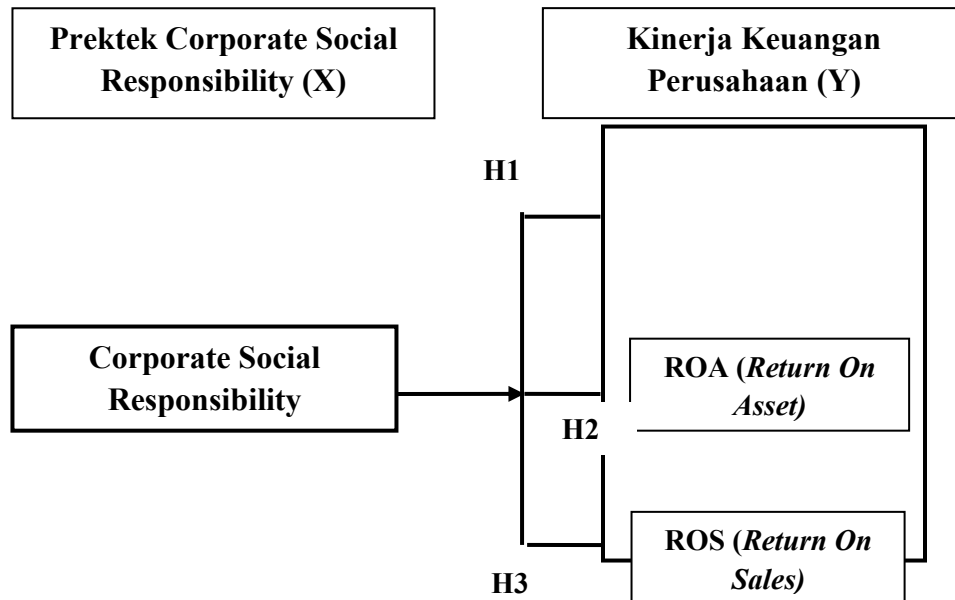 Prektek Corporate Social
Responsibility (X)
Kinerja Keuangan
Perusahaan (Y)
H1
Corporate Social
Responsibility
ROA (Return On
Asset)
H2
ROS (Return On
Sales)
H3